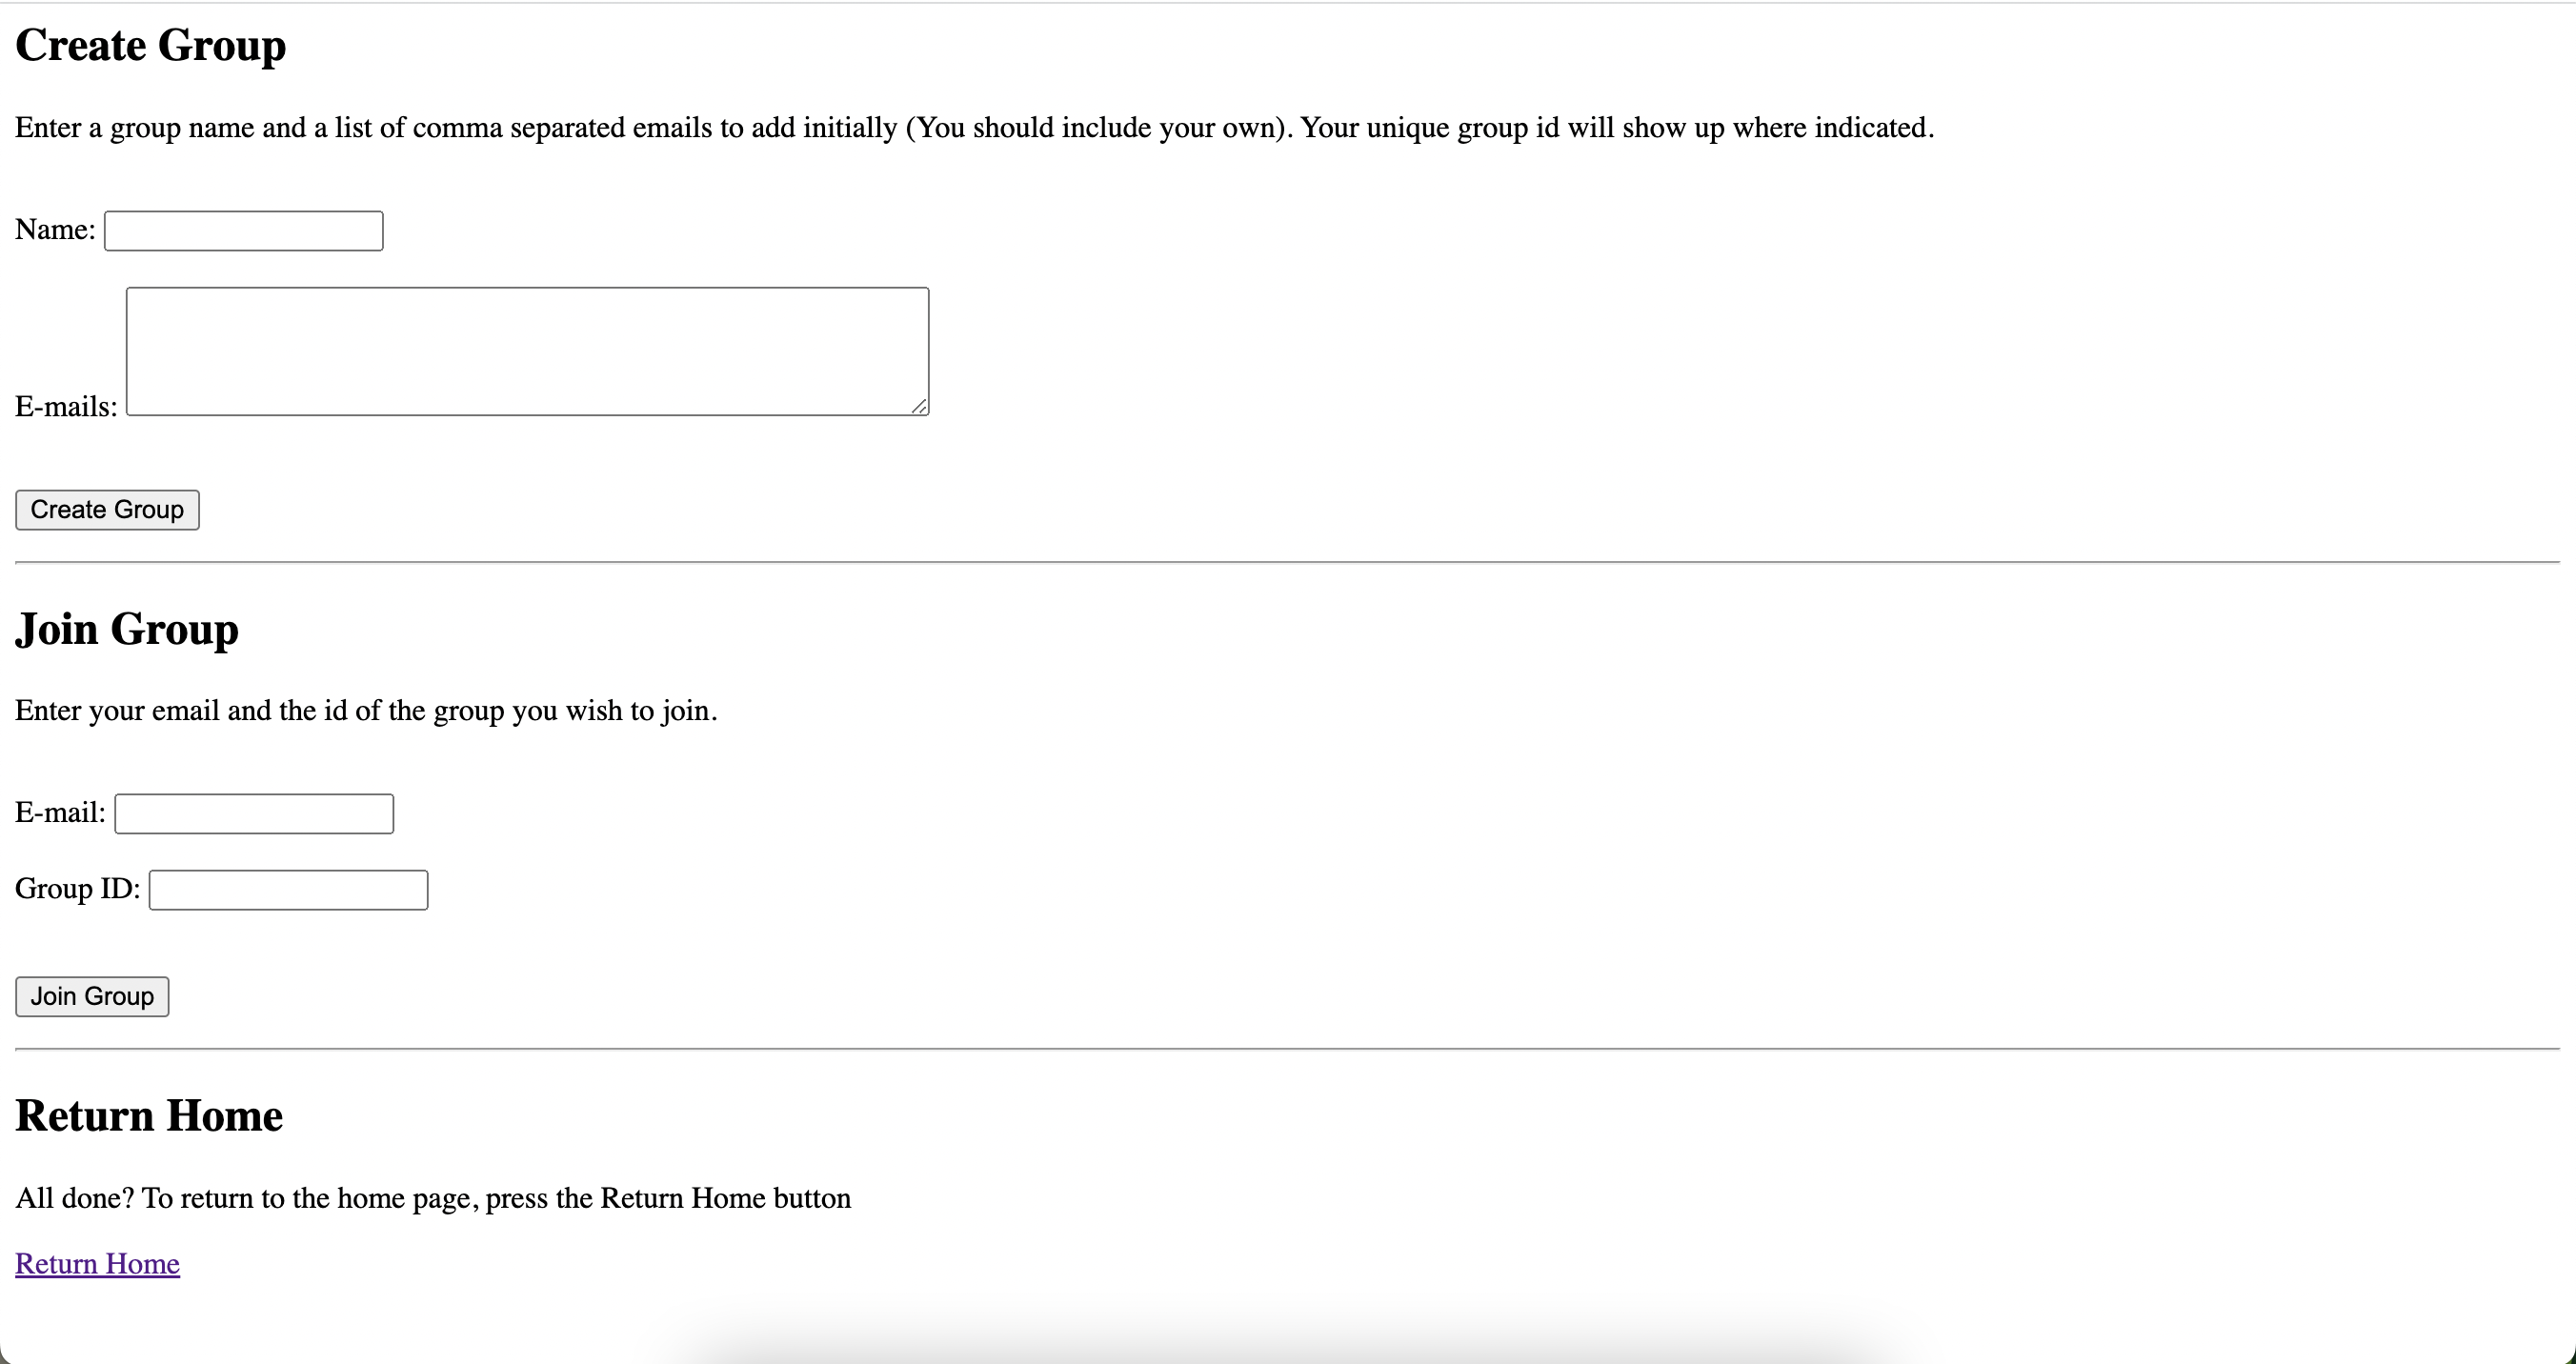 Create Group
Enter a group name and a list of comma separated emails to add initially (You should include your own). Your unique group id will show up where indicated.
Name:
E-mails:
Create Group
Join Group
Enter your email and the id of the group you wish to join.
E-mail:
Group ID:
Join Group
Return Home
All done? To return to the home page, press the Return Home button
Return Home